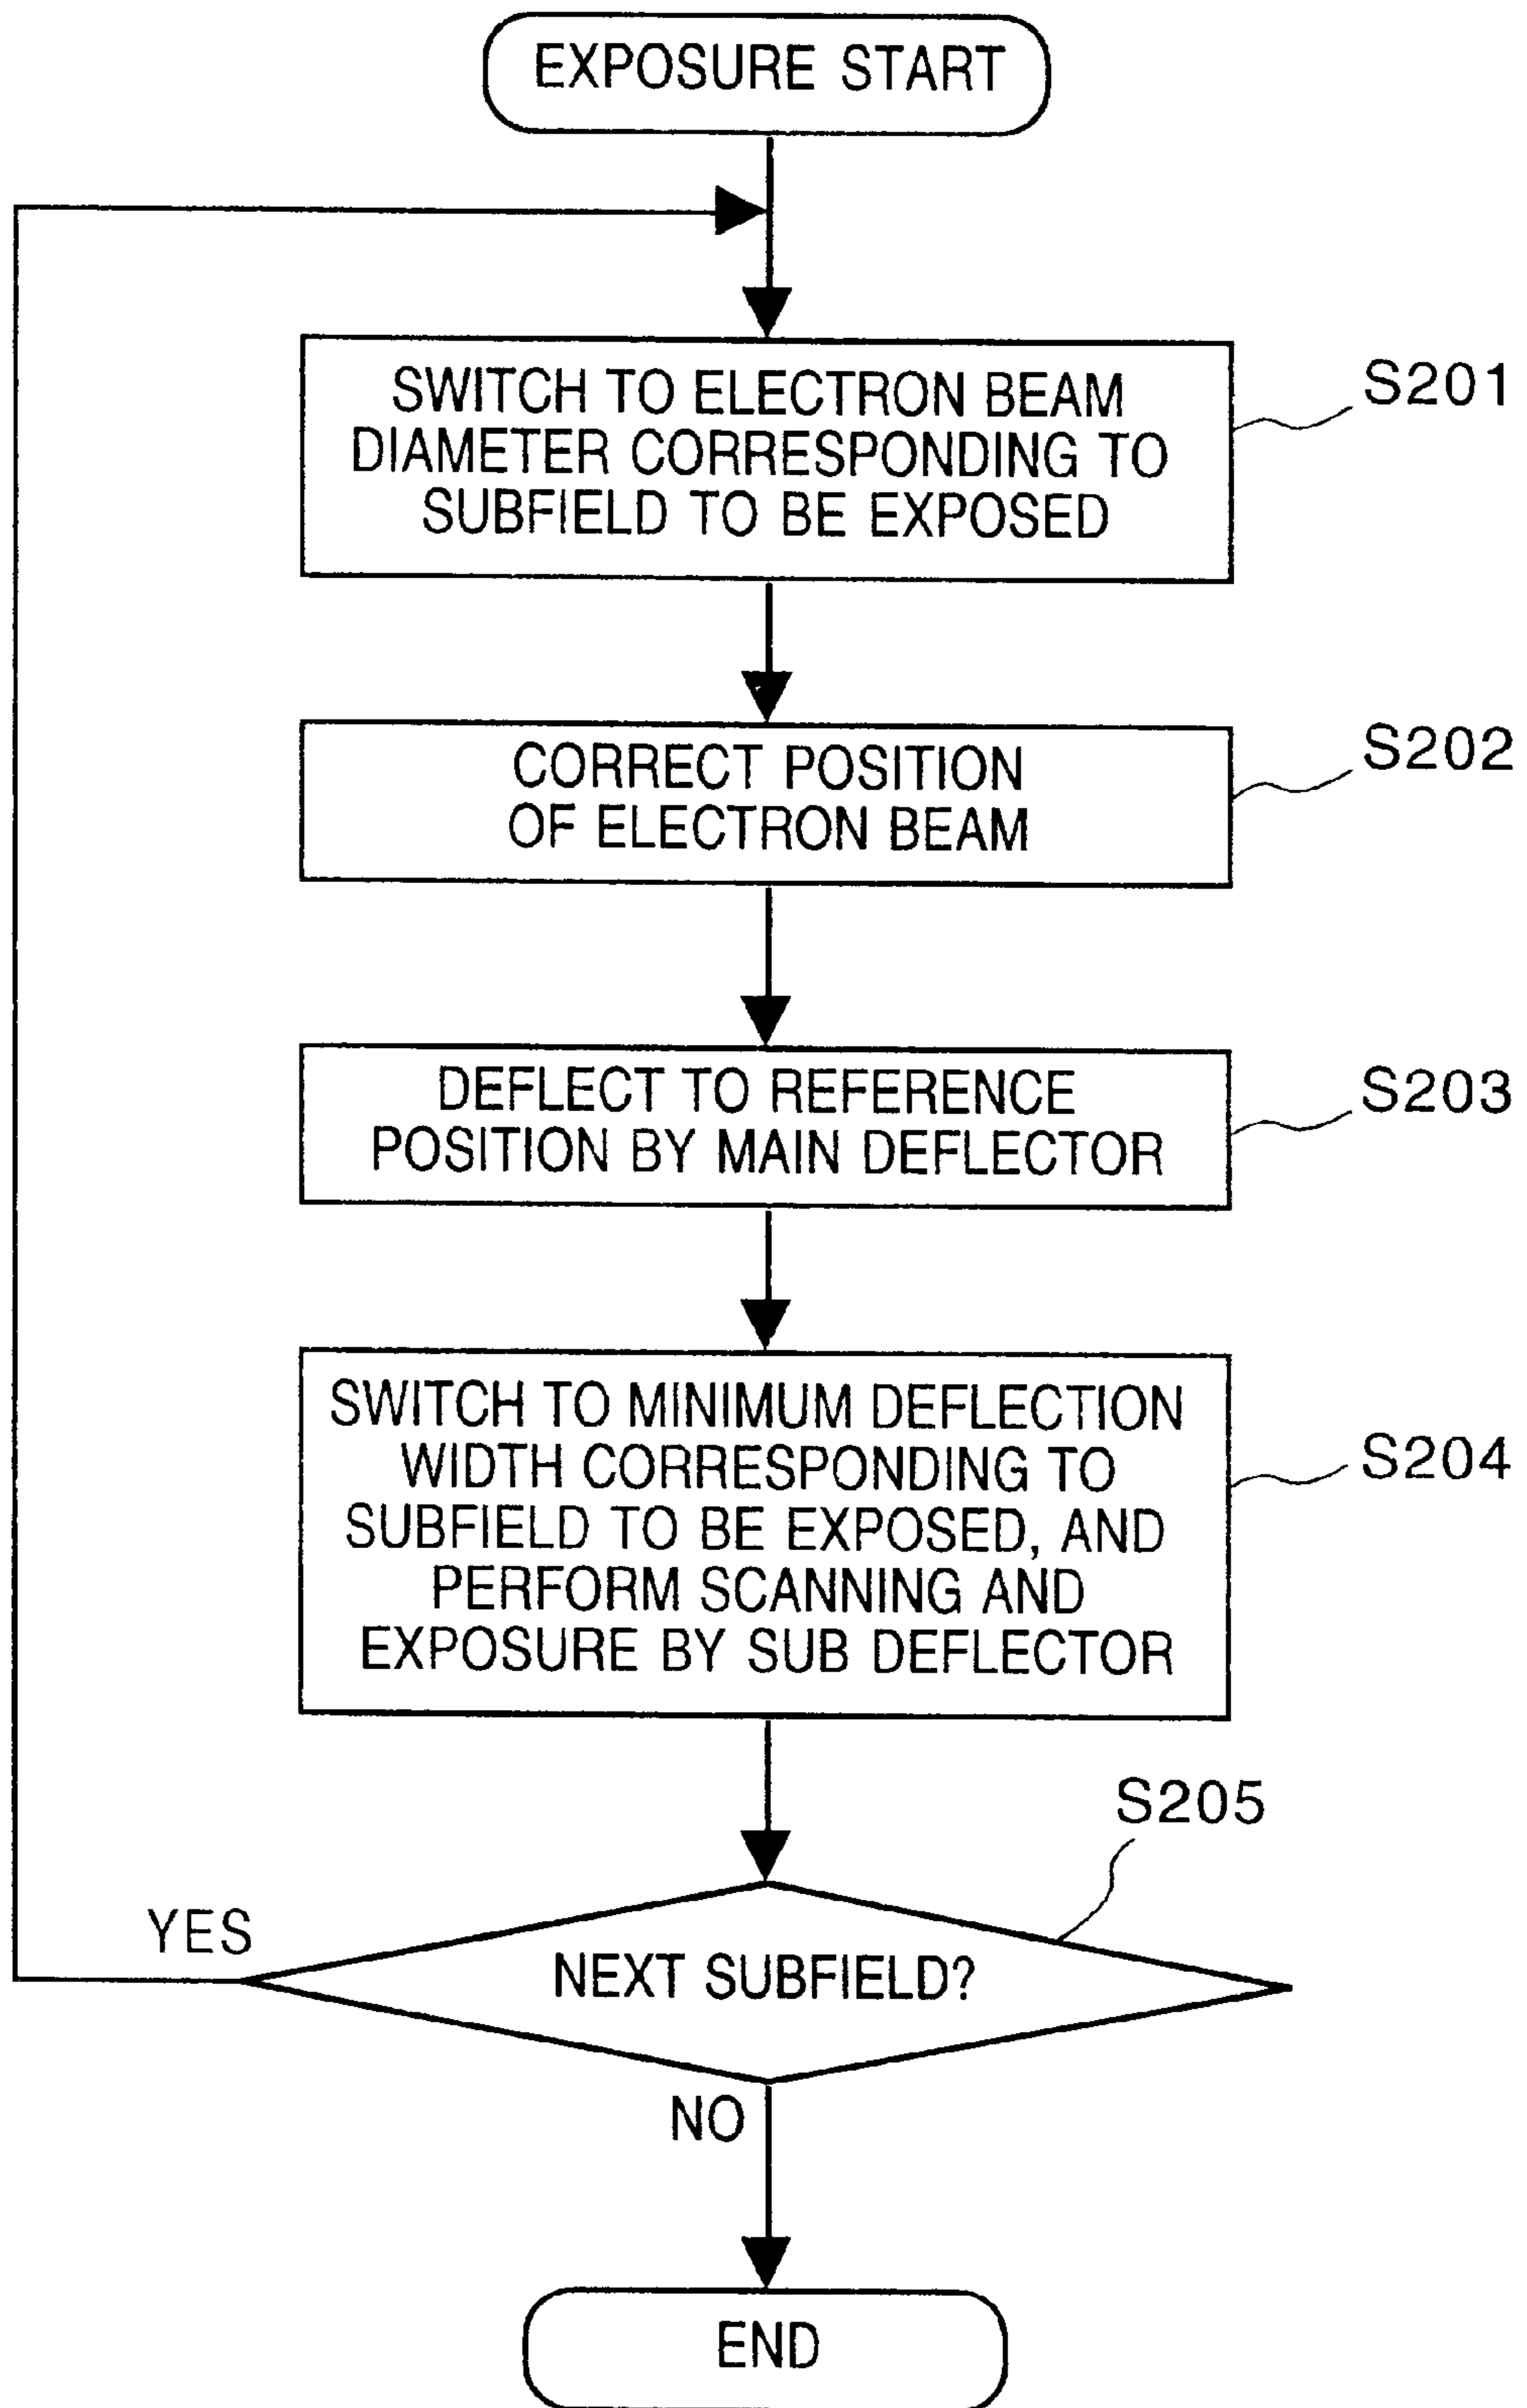 EXPOSURE START
SWITCH TO ELECTRON BEAM
DIAMETER CORRESPONDING TO
SUBFIELD TO BE EXPOSED
S201
CORRECT POSITION
OF ELECTRON BEAM
S202
DEFLECT TO REFERENCE
POSITION BY MAIN DEFLECTOR
S203
SWITCH TO MINIMUM DEFLECTION
WIDTH CORRESPONDING TO
SUBFIELD TO BE EXPOSED, AND
PERFORM SCANNING AND
EXPOSURE BY SUB DEFLECTOR
S204
S205
YES
NEXT SUBFIELD?
NO
END